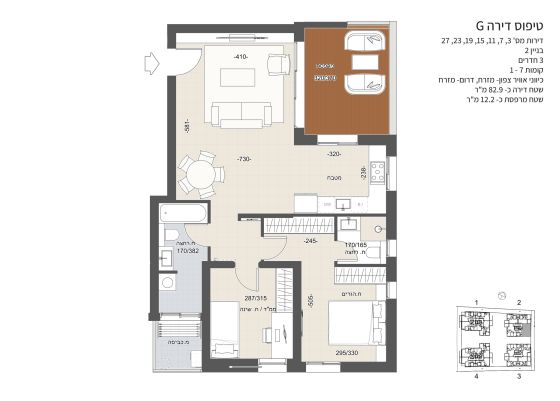 טיפוס דירה G
דירות מס' 3, 7, 11, 15, 19, 23, 27
בניין 2
3 חדרים
קומות 7 - 1
כיווני אוויר צפון- מזרח, דרום- מזרח
שטח דירה כ- 82.9 מ"ר
שטח מרפסת כ- 12.2 מ"ר
-410-
מרפסת
-581-
-320-
-238-
-730-
מטבח
-245-
170/165
ח. רחצה
ח.רחצה
170/382
287/315
ממ"ד / ח. שינה
-505-
ח.הורים
295/330
מ.כביסה
1
2
4
3